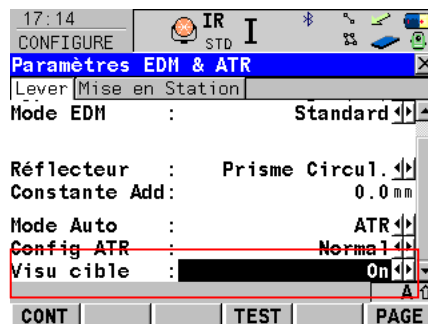 17:14
CONFIGURE
IR
STD
I
Paramètres EDM & ATR
Lever Mise en Station
Mode EDM : Standard
Réflecteur : Prisme Circul.
Constante Add: 0.0 mm
Mode Auto : ATR
Config ATR : Normal
Visu cible : On
A
CONT TEST PAGE